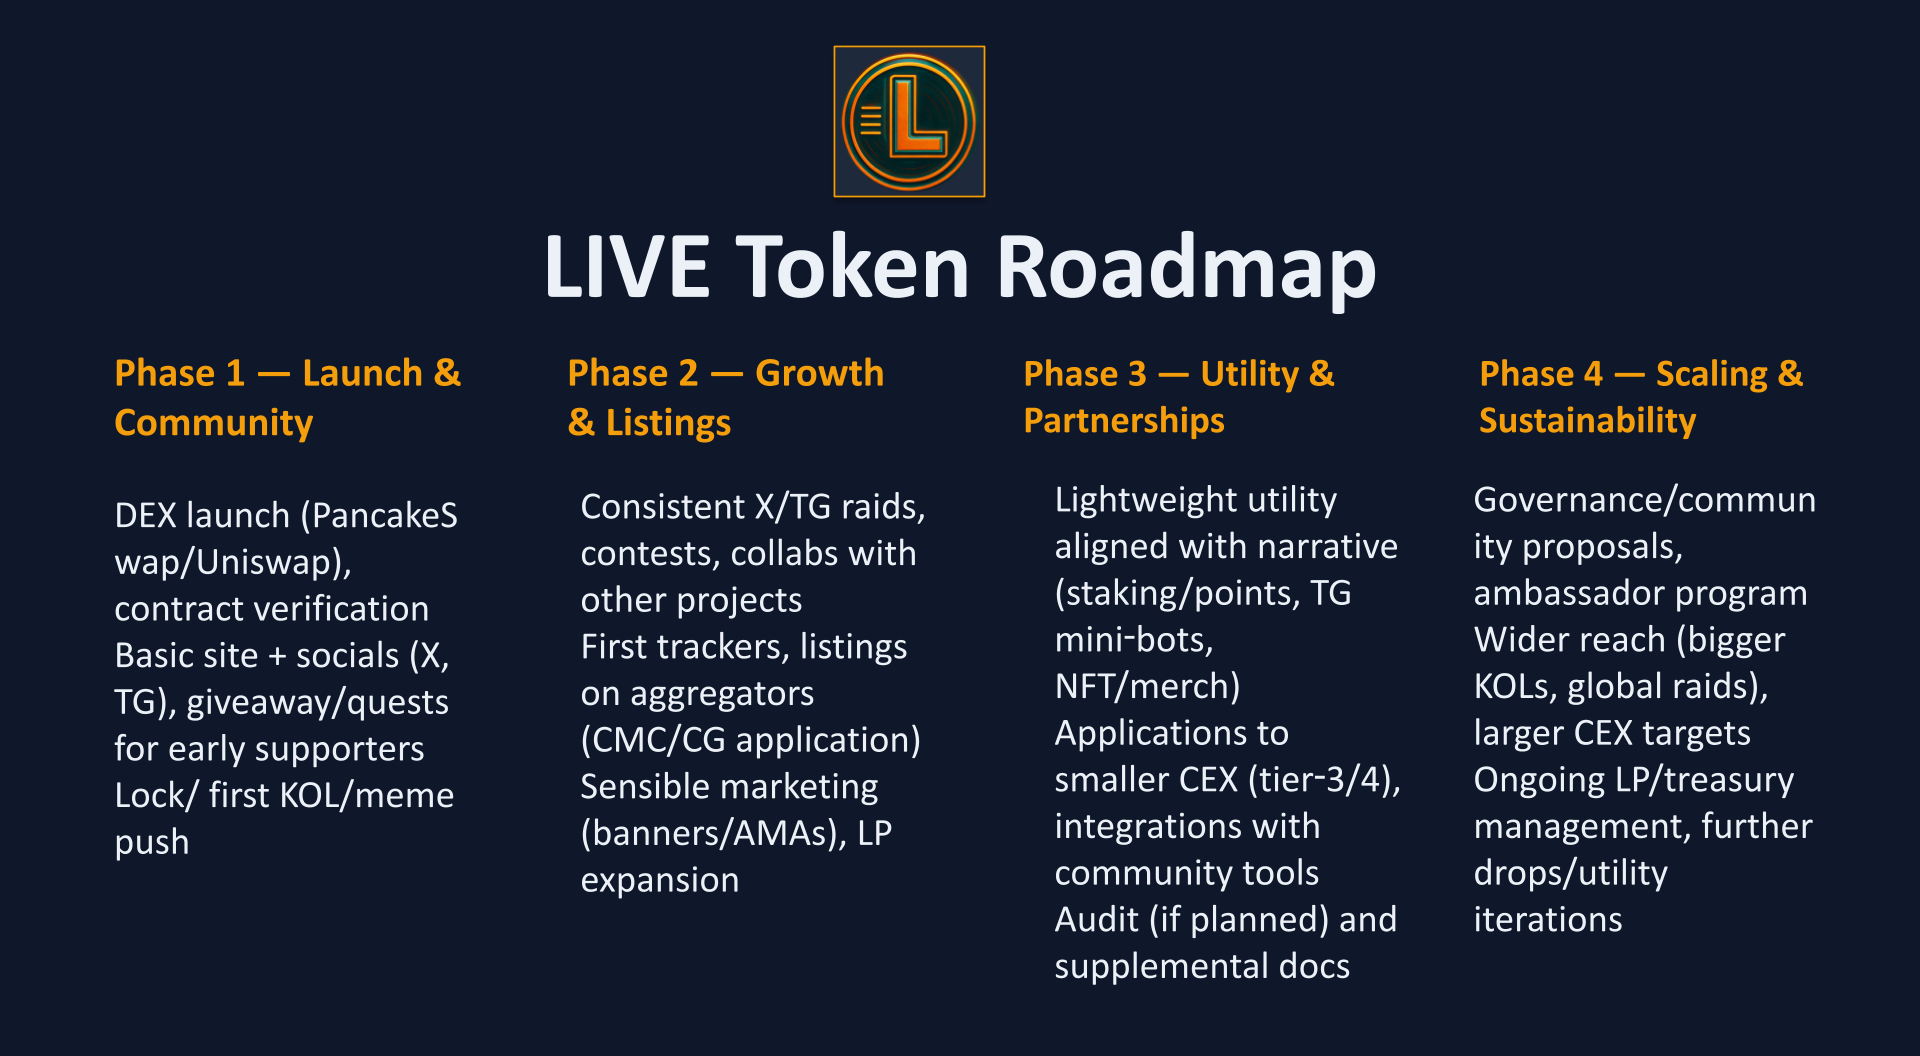 L
LIVE Token Roadmap
Phase 1 — Launch &
Community
DEX launch (PancakeS
wap/Uniswap),
contract verification
Basic site + socials (X,
TG), giveaway/quests
for early supporters
Lock/ first KOL/meme
push
Phase 2 — Growth
& Listings
Consistent X/TG raids,
contests, collabs with
other projects
First trackers, listings
on aggregators
(CMC/CG application)
Sensible marketing
(banners/AMAs), LP
expansion
Phase 3 — Utility &
Partnerships
Lightweight utility
aligned with narrative
(staking/points, TG
mini-bots,
NFT/merch)
Applications to
smaller CEX (tier-3/4),
integrations with
community tools
Audit (if planned) and
supplemental docs
Phase 4 — Scaling &
Sustainability
Governance/commun
ity proposals,
ambassador program
Wider reach (bigger
KOLs, global raids),
larger CEX targets
Ongoing LP/treasury
management, further
drops/utility
iterations